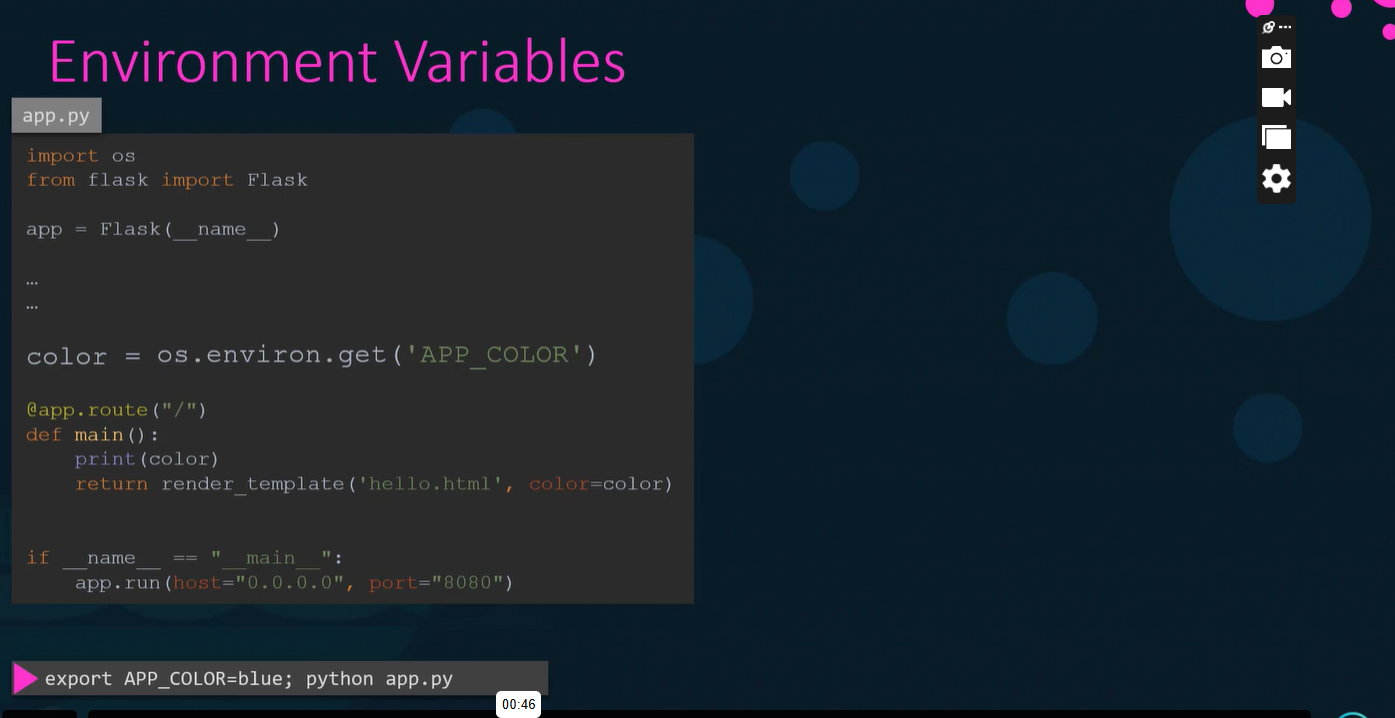 Environment Variables
app.py
import os
from flask import Flask
app = Flask(__name__)
…
…
color = os.environ.get('APP_COLOR')
@app.route("/")
def main():
    print(color)
    return render_template('hello.html', color=color)
if __name__ == "__main__":
    app.run(host="0.0.0.0", port="8080")
export APP_COLOR=blue; python app.py
00:46